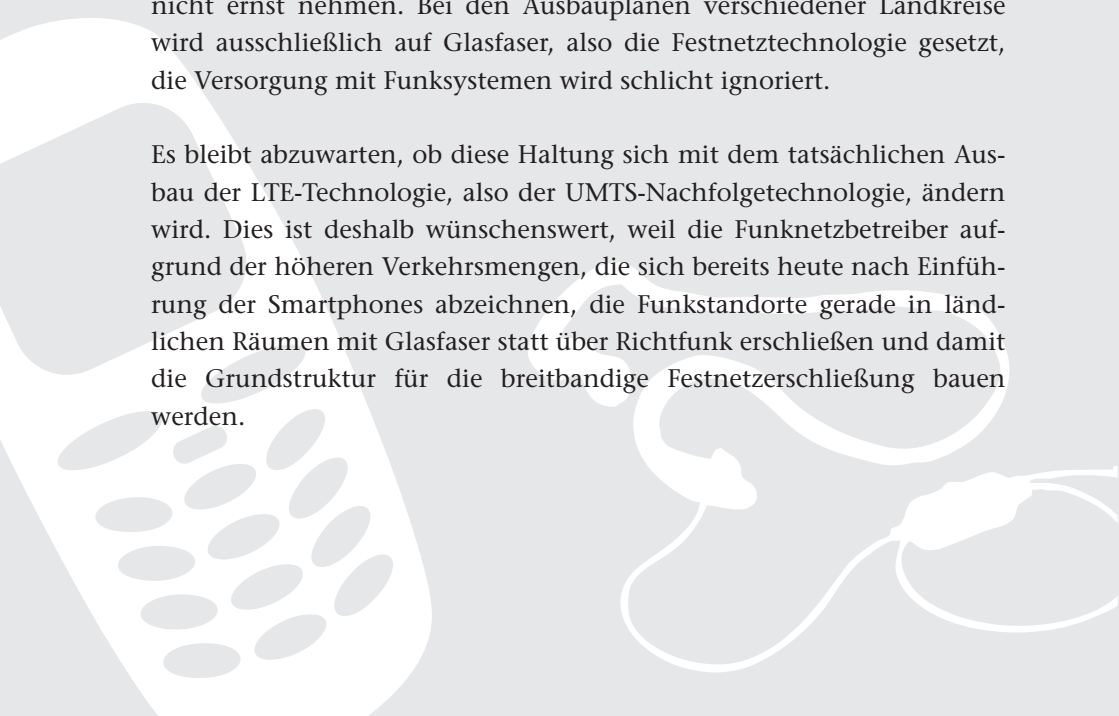 nicht ernst nehmen. Bei den Ausbauplänen verschiedener Landkreise
wird ausschließlich auf Glasfaser, also die Festnetztechnologie gesetzt,
die Versorgung mit Funksystemen wird schlicht ignoriert.
Es bleibt abzuwarten, ob diese Haltung sich mit dem tatsächlichen Aus-
bau der LTE-Technologie, also der UMTS-Nachfolgetechnologie, ändern
wird. Dies ist deshalb wünschenswert, weil die Funknetzbetreiber auf-
grund der höheren Verkehrsmengen, die sich bereits heute nach Einfüh-
rung der Smartphones abzeichnen, die Funkstandorte gerade in länd-
lichen Räumen mit Glasfaser statt über Richtfunk erschließen und damit
die Grundstruktur für die breitbandige Festnetzerschließung bauen
werden.